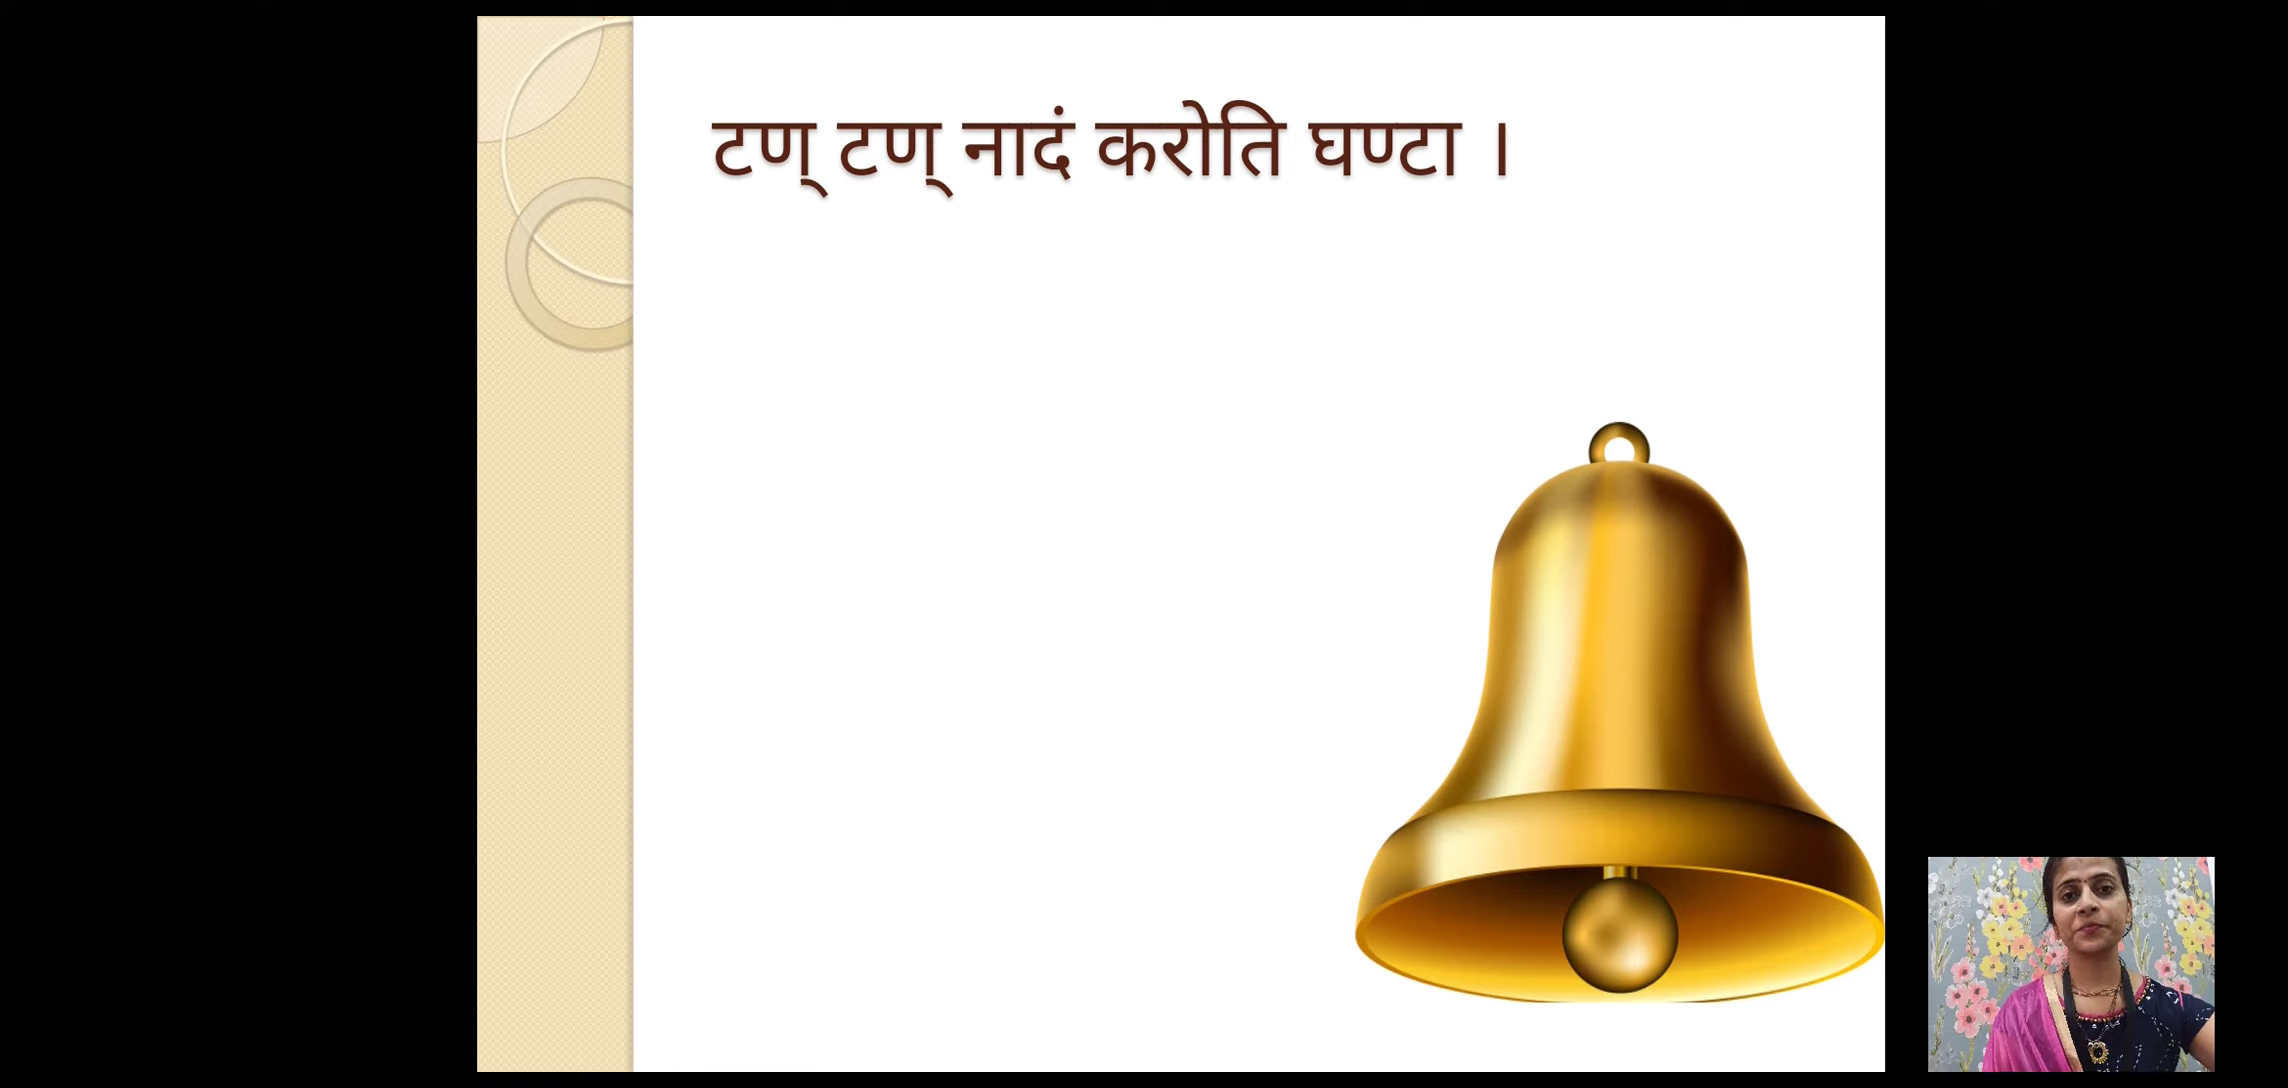 टण् टण् नादं करोति घण्टा ।